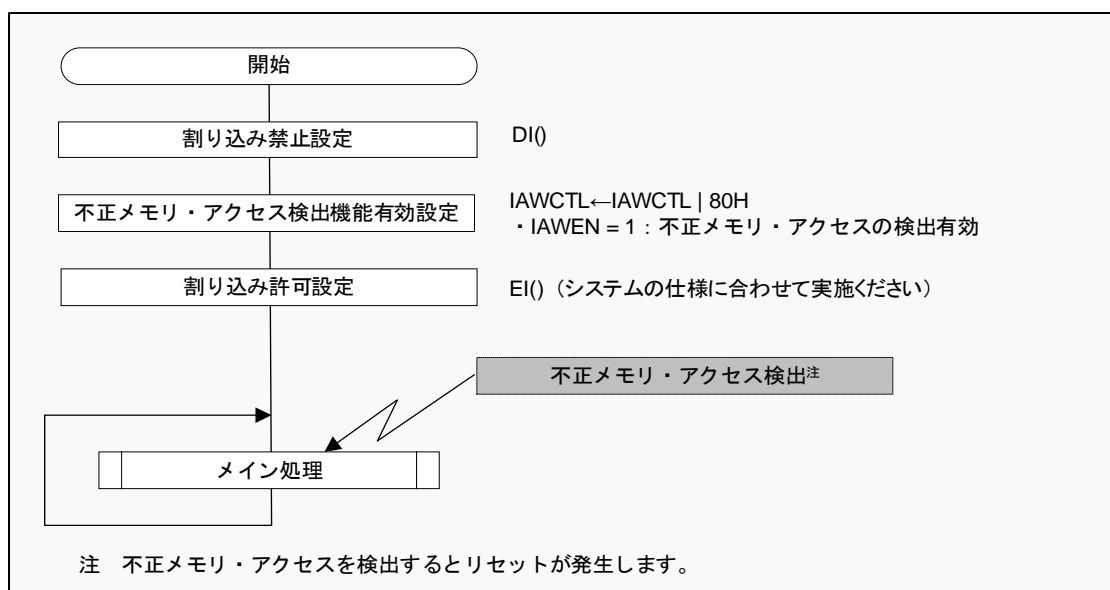 開始
割り込み禁止設定
DI()
不正メモリ・アクセス検出機能有効設定
IAWCTL←IAWCTL | 80H
・IAWEN = 1：不正メモリ・アクセスの検出有効
割り込み許可設定
EI()（システムの仕様に合わせて実施ください）
不正メモリ・アクセス検出注
メイン処理
注 不正メモリ・アクセスを検出するとリセットが発生します。